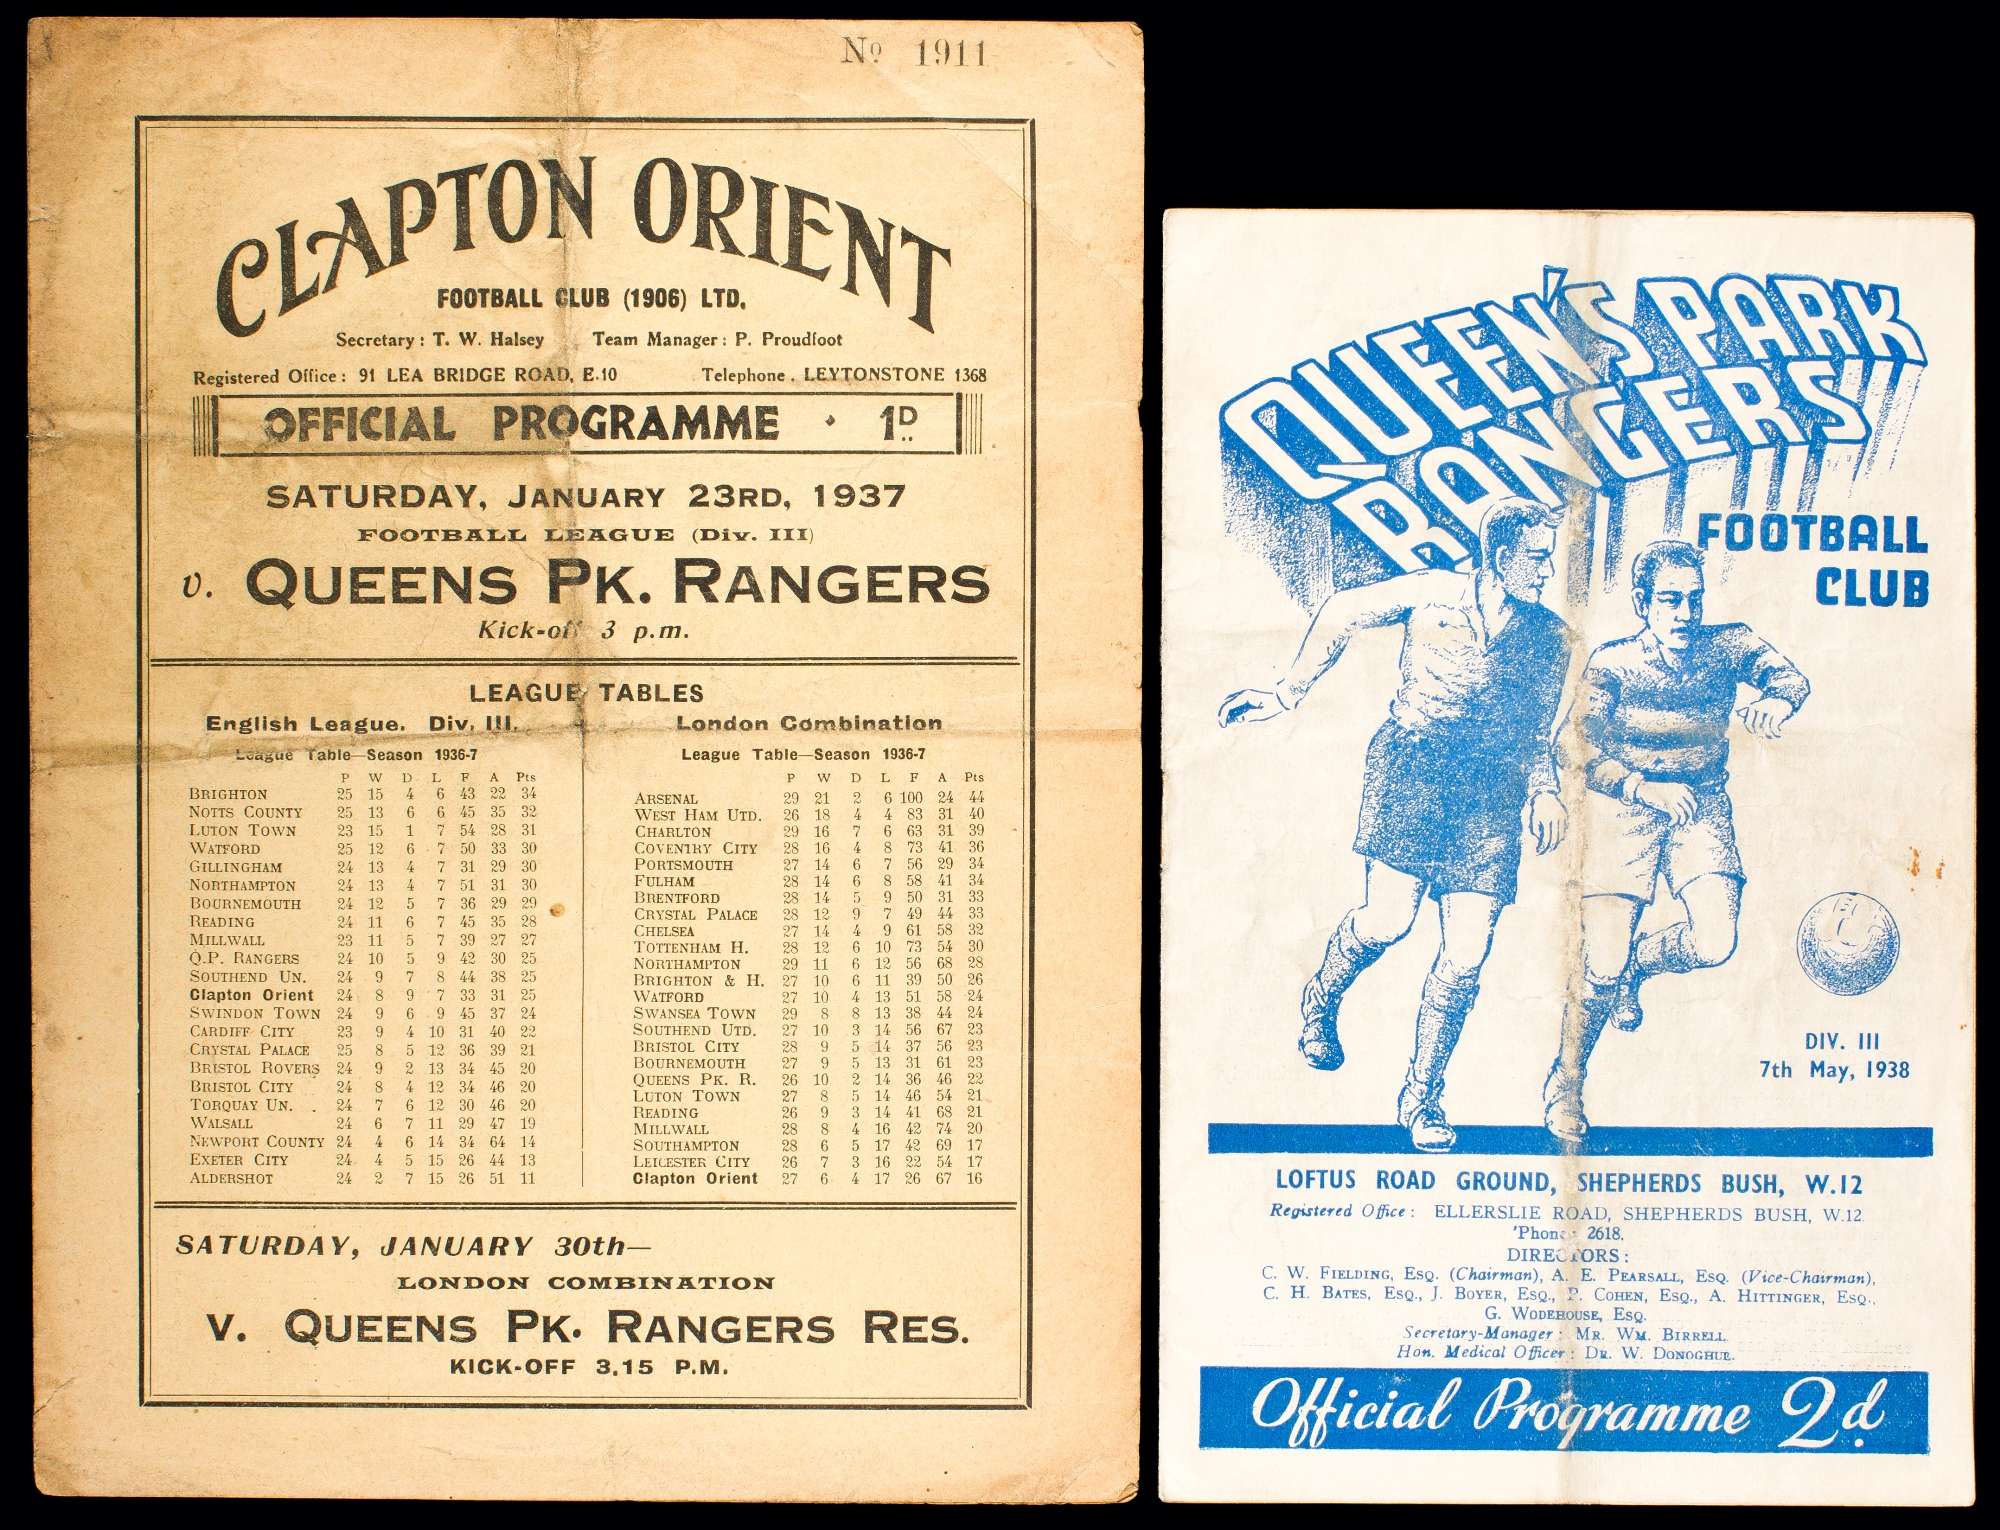 No 1911
CLAPTON ORIENT
FOOTBALL CLUB (1906) LTD.
Secretary: T. W. Halsey Team Manager: P. Proudfoot
Registered Office: 91 LEA BRIDGE ROAD, E.10 Telephone. LEYTONSTONE 1368
OFFICIAL PROGRAMME · 1D
SATURDAY, JANUARY 23RD, 1937
FOOTBALL LEAGUE (Div. III)
v. QUEENS PK. RANGERS
Kick-off 3 p.m.
LEAGUE TABLES
English League. Div. III.
League Table—Season 1936-7
P W D L F A Pts
BRIGHTON 25 15 4 6 43 22 34
NOTTS COUNTY 25 13 6 6 45 35 32
LUTON TOWN 23 15 1 7 54 28 31
WATFORD 25 12 6 7 50 33 30
GILLINGHAM 24 13 4 7 31 29 30
NORTHAMPTON 24 13 4 7 51 31 30
BOURNEMOUTH 24 12 5 7 36 29 29
READING 24 11 6 7 45 35 28
MILLWALL 23 11 5 7 39 27 27
Q.P. RANGERS 24 10 5 9 42 30 25
SOUTHEND UN. 24 9 7 8 44 38 25
Clapton Orient 24 8 9 7 33 31 25
SWINDON TOWN 24 9 6 9 45 37 24
CARDIFF CITY 23 9 4 10 31 40 22
CRYSTAL PALACE 25 8 5 12 36 39 21
BRISTOL ROVERS 24 9 2 13 34 45 20
BRISTOL CITY 24 8 4 12 34 46 20
TORQUAY UN. 24 7 6 12 30 46 20
WALSALL 24 6 7 11 29 47 19
NEWPORT COUNTY 24 4 6 14 34 64 14
EXETER CITY 24 4 5 15 26 44 13
ALDERSHOT 24 2 7 15 26 51 11
London Combination
League Table—Season 1936-7
P W D L F A Pts
ARSENAL 29 21 2 6 100 24 44
WEST HAM UTD. 26 18 4 4 83 31 40
CHARLTON 29 16 7 6 63 31 39
COVENTRY CITY 28 16 4 8 73 41 36
PORTSMOUTH 27 14 6 7 56 29 34
FULHAM 28 14 6 8 58 41 34
BRENTFORD 28 14 5 9 50 31 33
CRYSTAL PALACE 28 12 9 7 49 44 33
CHELSEA 27 14 4 9 61 58 32
TOTTENHAM H. 28 12 6 10 73 54 30
NORTHAMPTON 29 11 6 12 56 68 28
BRIGHTON & H. 27 10 6 11 39 50 26
WATFORD 27 10 4 13 51 58 24
SWANSEA TOWN 29 8 8 13 38 44 24
SOUTHEND UTD. 27 10 3 14 56 67 23
BRISTOL CITY 28 9 5 14 37 56 23
BOURNEMOUTH 27 9 5 13 31 61 23
QUEENS PK. R. 26 10 2 14 36 46 22
LUTON TOWN 27 8 5 14 46 54 21
READING 26 9 3 14 41 68 21
MILLWALL 28 8 4 16 42 74 20
SOUTHAMPTON 28 6 5 17 42 69 17
LEICESTER CITY 26 7 3 16 22 54 17
Clapton Orient 27 6 4 17 26 67 16
SATURDAY, JANUARY 30th—
LONDON COMBINATION
V. QUEENS PK. RANGERS RES.
KICK-OFF 3.15 P.M.
QUEEN'S PARK
RANGERS
FOOTBALL
CLUB
DIV. III
7th May, 1938
LOFTUS ROAD GROUND, SHEPHERDS BUSH, W.12
Registered Office: ELLERSLIE ROAD, SHEPHERDS BUSH, W.12.
'Phone: 2618.
DIRECTORS:
C. W. FIELDING, ESQ. (Chairman), A. E. PEARSALL, ESQ. (Vice-Chairman),
C. H. BATES, ESQ., J. BOYER, ESQ., P. COHEN, ESQ., A. HITTINGER, ESQ.,
G. WODEHOUSE, ESQ.
Secretary-Manager: MR. WM. BIRRELL.
Hon. Medical Officer: DR. W. DONOGHUE.
Official Programme 2d.